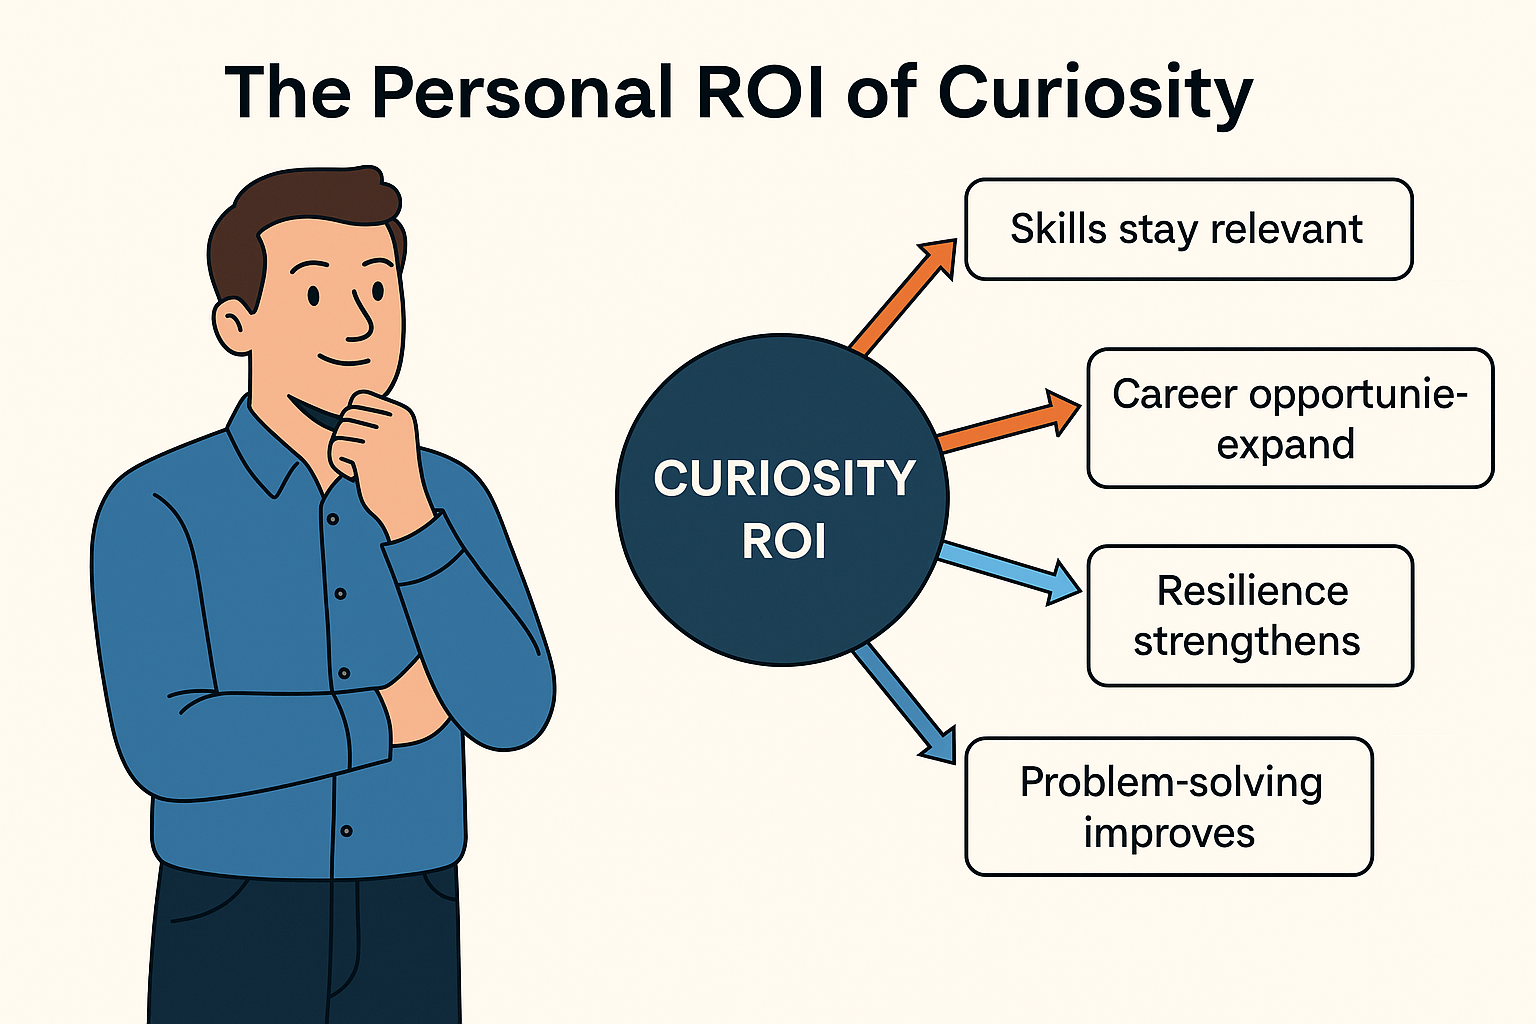 The Personal ROI of Curiosity
CURIOSITY
ROI
Skills stay relevant
Career opportunie-
expand
Resilience
strengthens
Problem-solving
improves